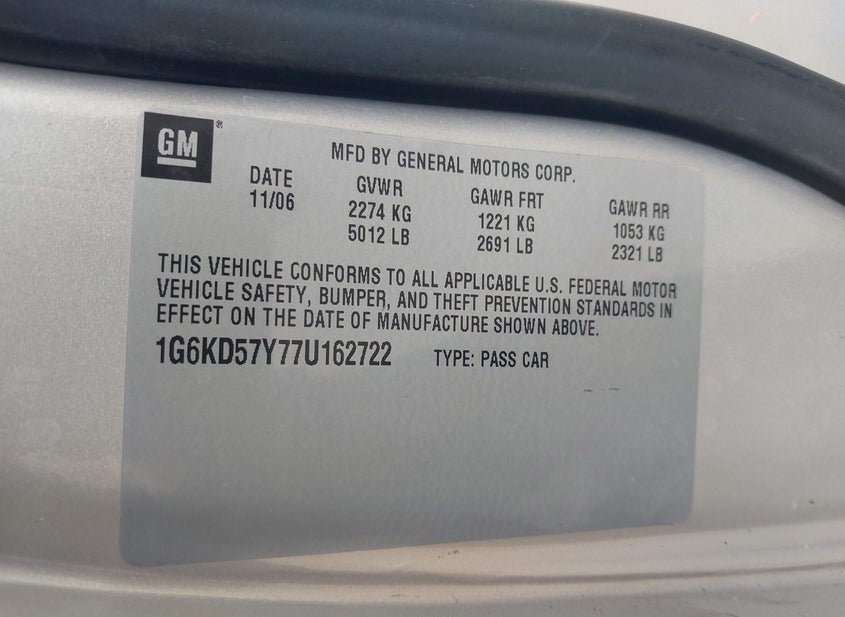 GM®
MFD BY GENERAL MOTORS CORP.
DATE GVWR GAWR FRT GAWR RR
11/06 2274 KG 1221 KG 1053 KG
5012 LB 2691 LB 2321 LB
THIS VEHICLE CONFORMS TO ALL APPLICABLE U.S. FEDERAL MOTOR
VEHICLE SAFETY, BUMPER, AND THEFT PREVENTION STANDARDS IN
EFFECT ON THE DATE OF MANUFACTURE SHOWN ABOVE.
1G6KD57Y77U162722 TYPE: PASS CAR